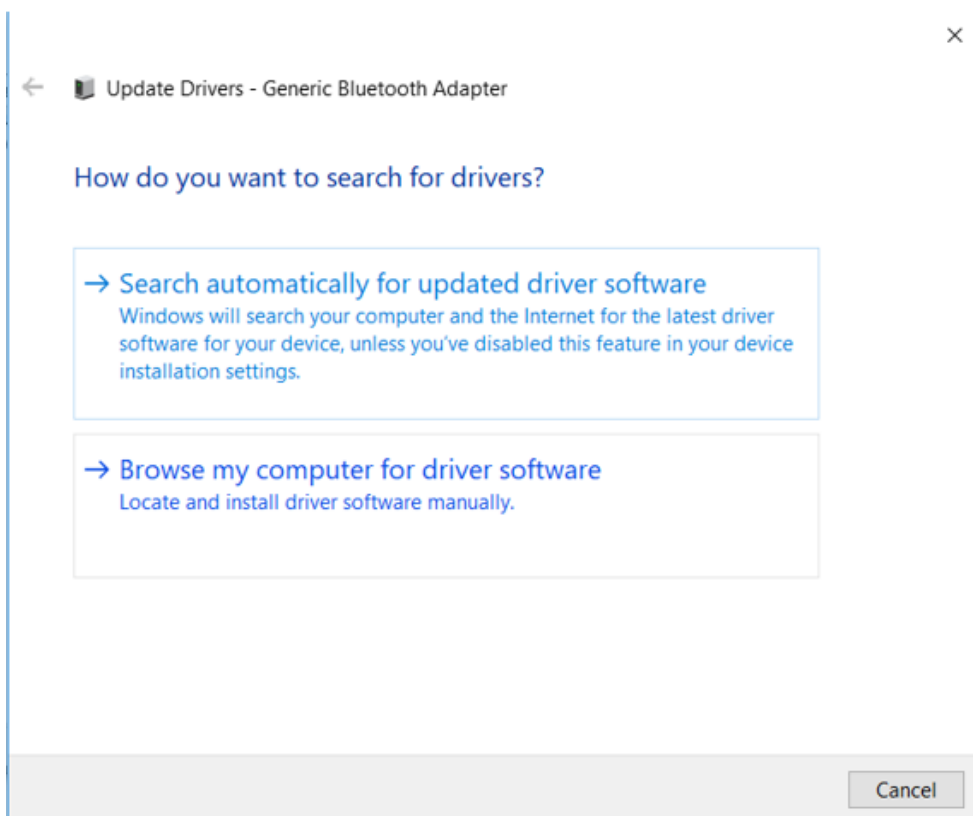 Update Drivers - Generic Bluetooth Adapter
How do you want to search for drivers?
Search automatically for updated driver software
Windows will search your computer and the Internet for the latest driver
software for your device, unless you've disabled this feature in your device
installation settings.
Browse my computer for driver software
Locate and install driver software manually.
Cancel